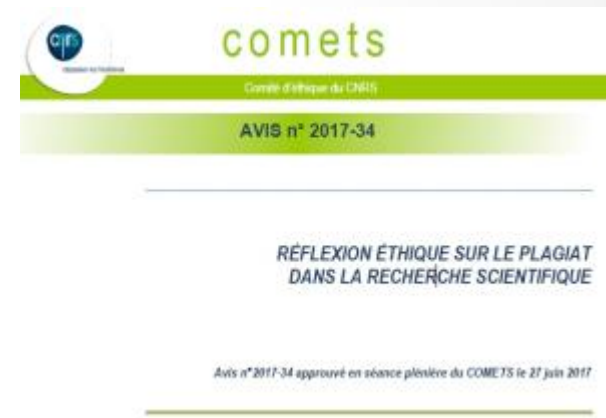 cnrs
comets
Comité d'éthique du CNRS
AVIS n° 2017-34
RÉFLEXION ÉTHIQUE SUR LE PLAGIAT
DANS LA RECHERCHE SCIENTIFIQUE
Avis n°2017-34 approuvé en séance plénière du COMETS le 27 juin 2017